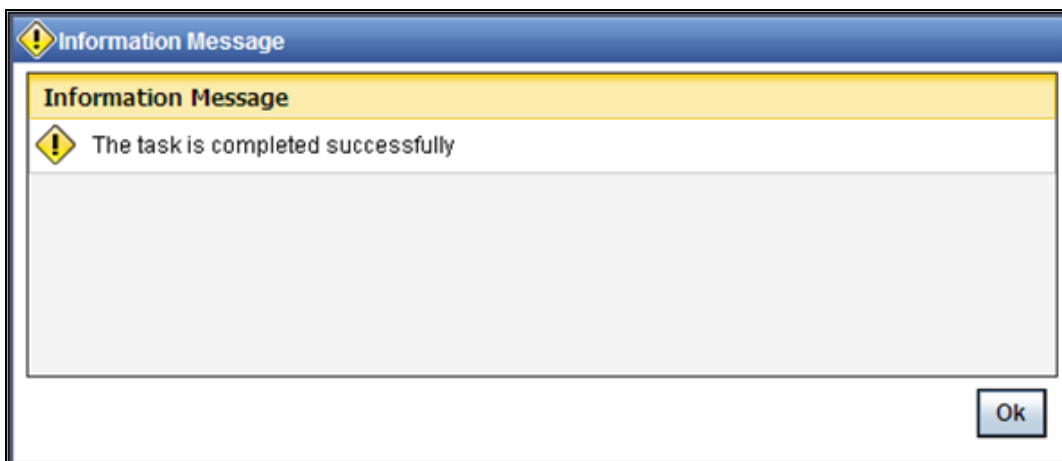 Information Message
Information Message
The task is completed successfully
Ok